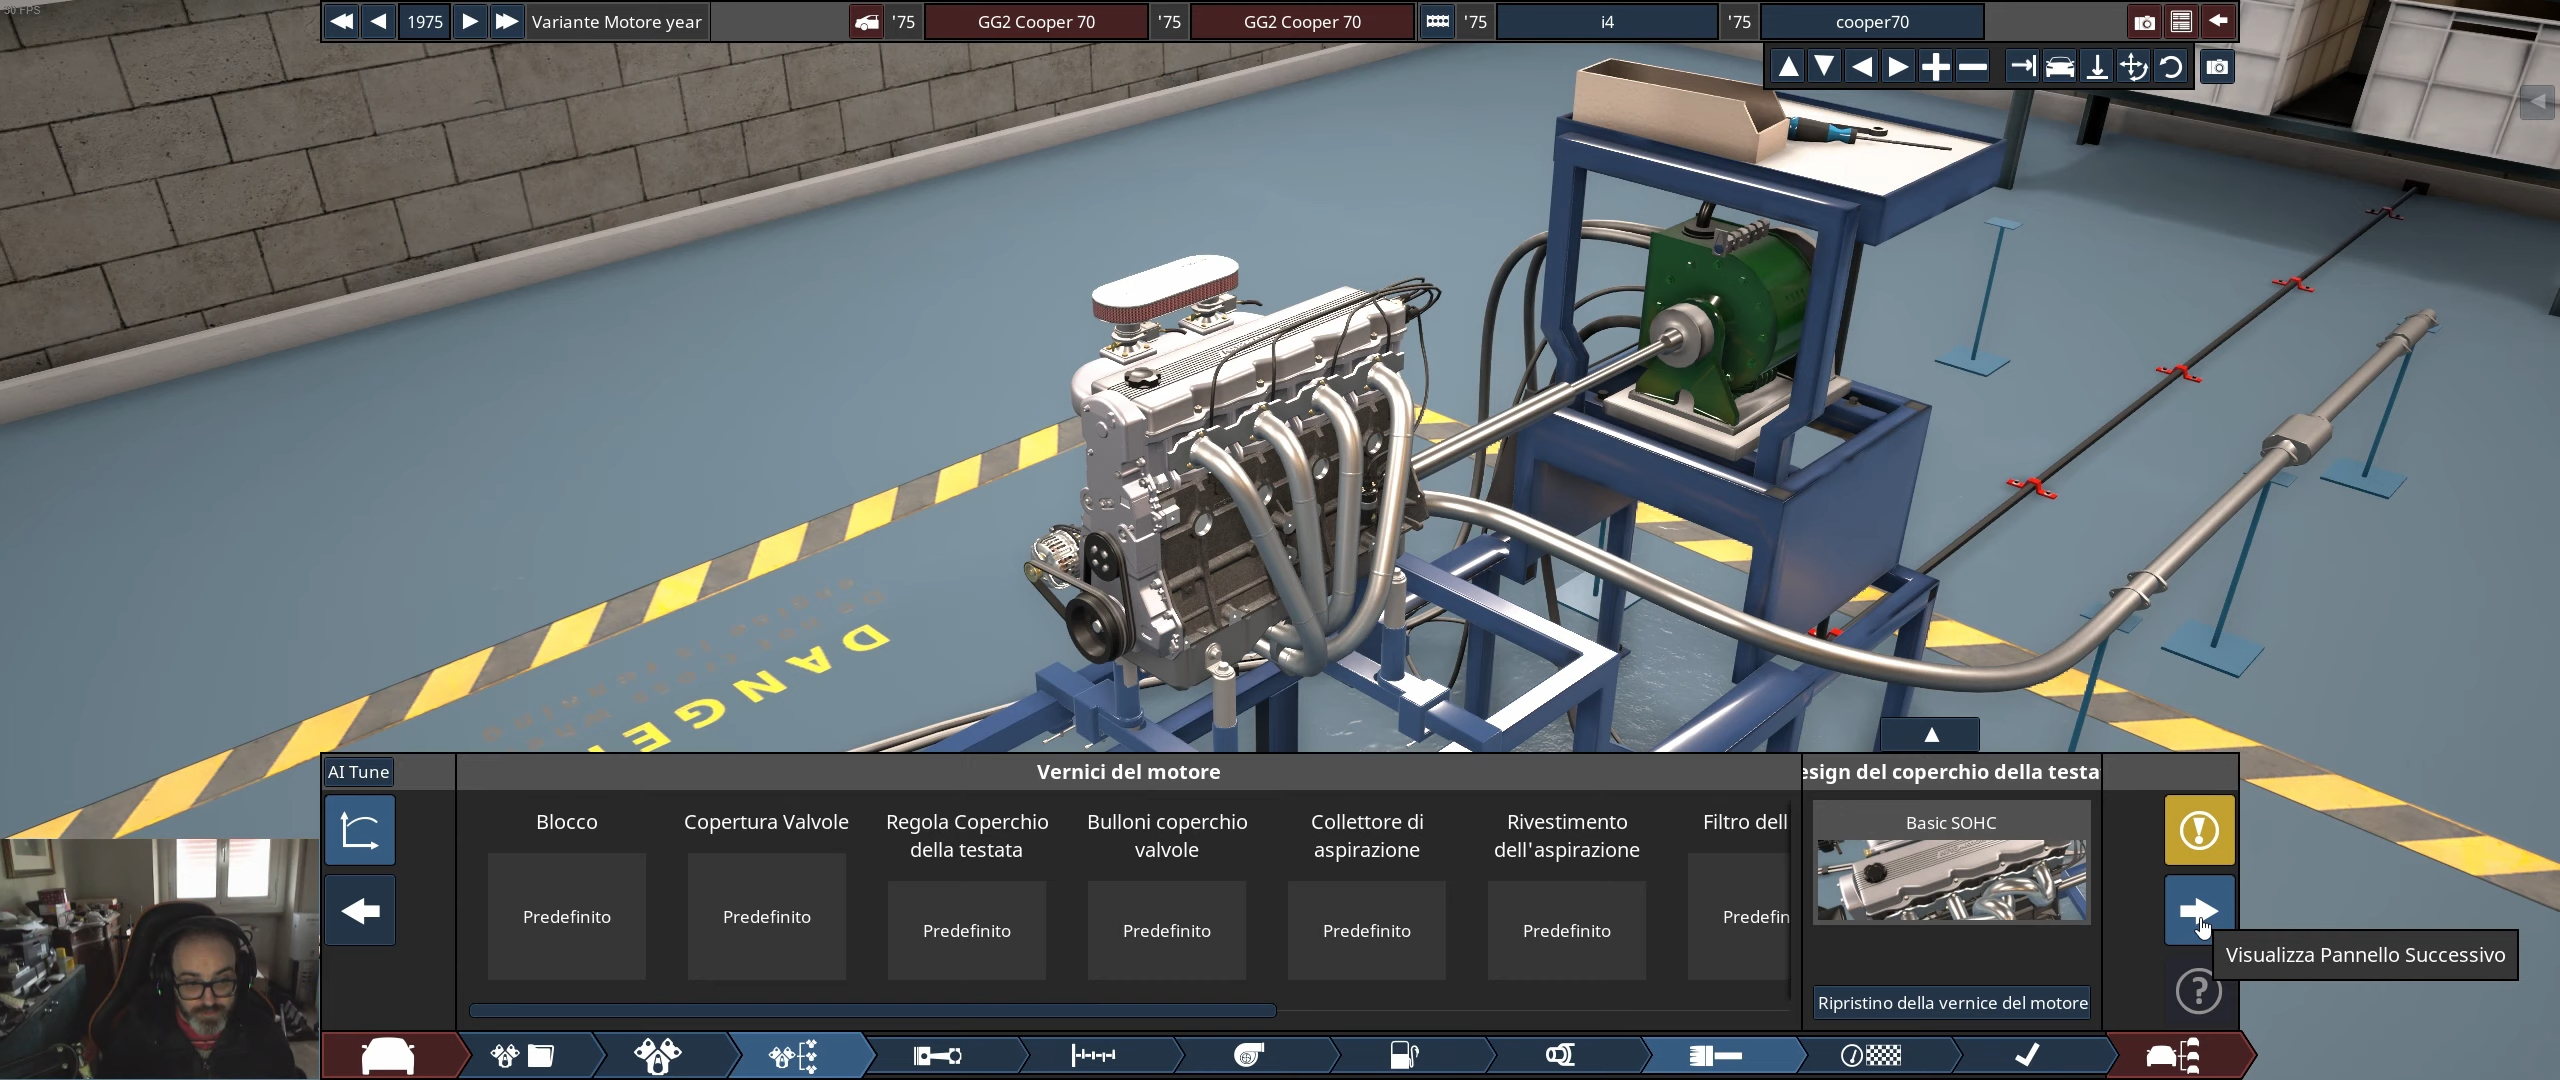 30 FPS
1975
Variante Motore year
'75
GG2 Cooper 70
'75
GG2 Cooper 70
'75
i4
'75
cooper70
DANGE
AI Tune
Vernici del motore
esign del coperchio della testa
Blocco
Copertura Valvole
Regola Coperchio
della testata
Bulloni coperchio
valvole
Collettore di
aspirazione
Rivestimento
dell'aspirazione
Filtro dell
Basic SOHC
Predefinito
Predefinito
Predefinito
Predefinito
Predefinito
Predefinito
Predefin
Visualizza Pannello Successivo
Ripristino della vernice del motore